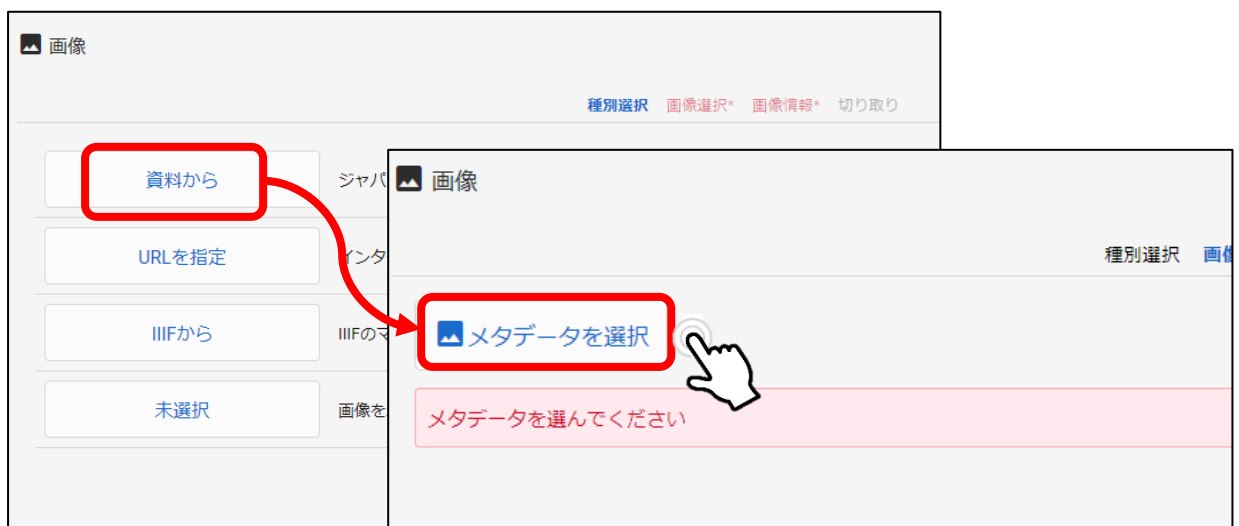 画像
種別選択 画像選択* 画像情報* 切り取り
資料から ジャパ
URLを指定 インタ
IIIFから IIIFのマ
未選択 画像を
画像
種別選択 画像
メタデータを選択
メタデータを選んでください